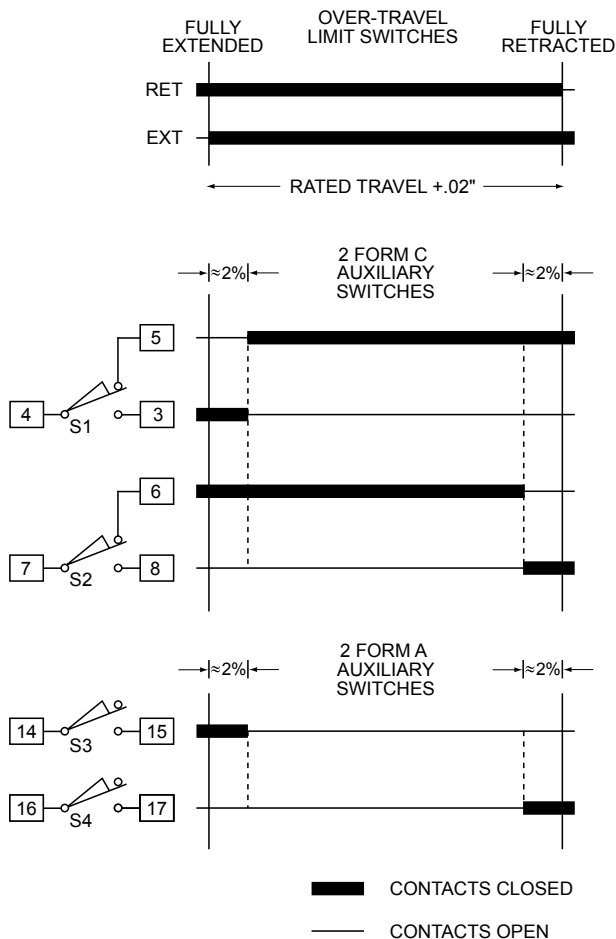 FULLY
EXTENDED
OVER-TRAVEL
LIMIT SWITCHES
FULLY
RETRACTED
RET
EXT
RATED TRAVEL +.02"
≈2%
2 FORM C
AUXILIARY
SWITCHES
≈2%
5
4
S1
3
6
7
S2
8
≈2%
2 FORM A
AUXILIARY
SWITCHES
≈2%
14
S3
15
16
S4
17
CONTACTS CLOSED
CONTACTS OPEN